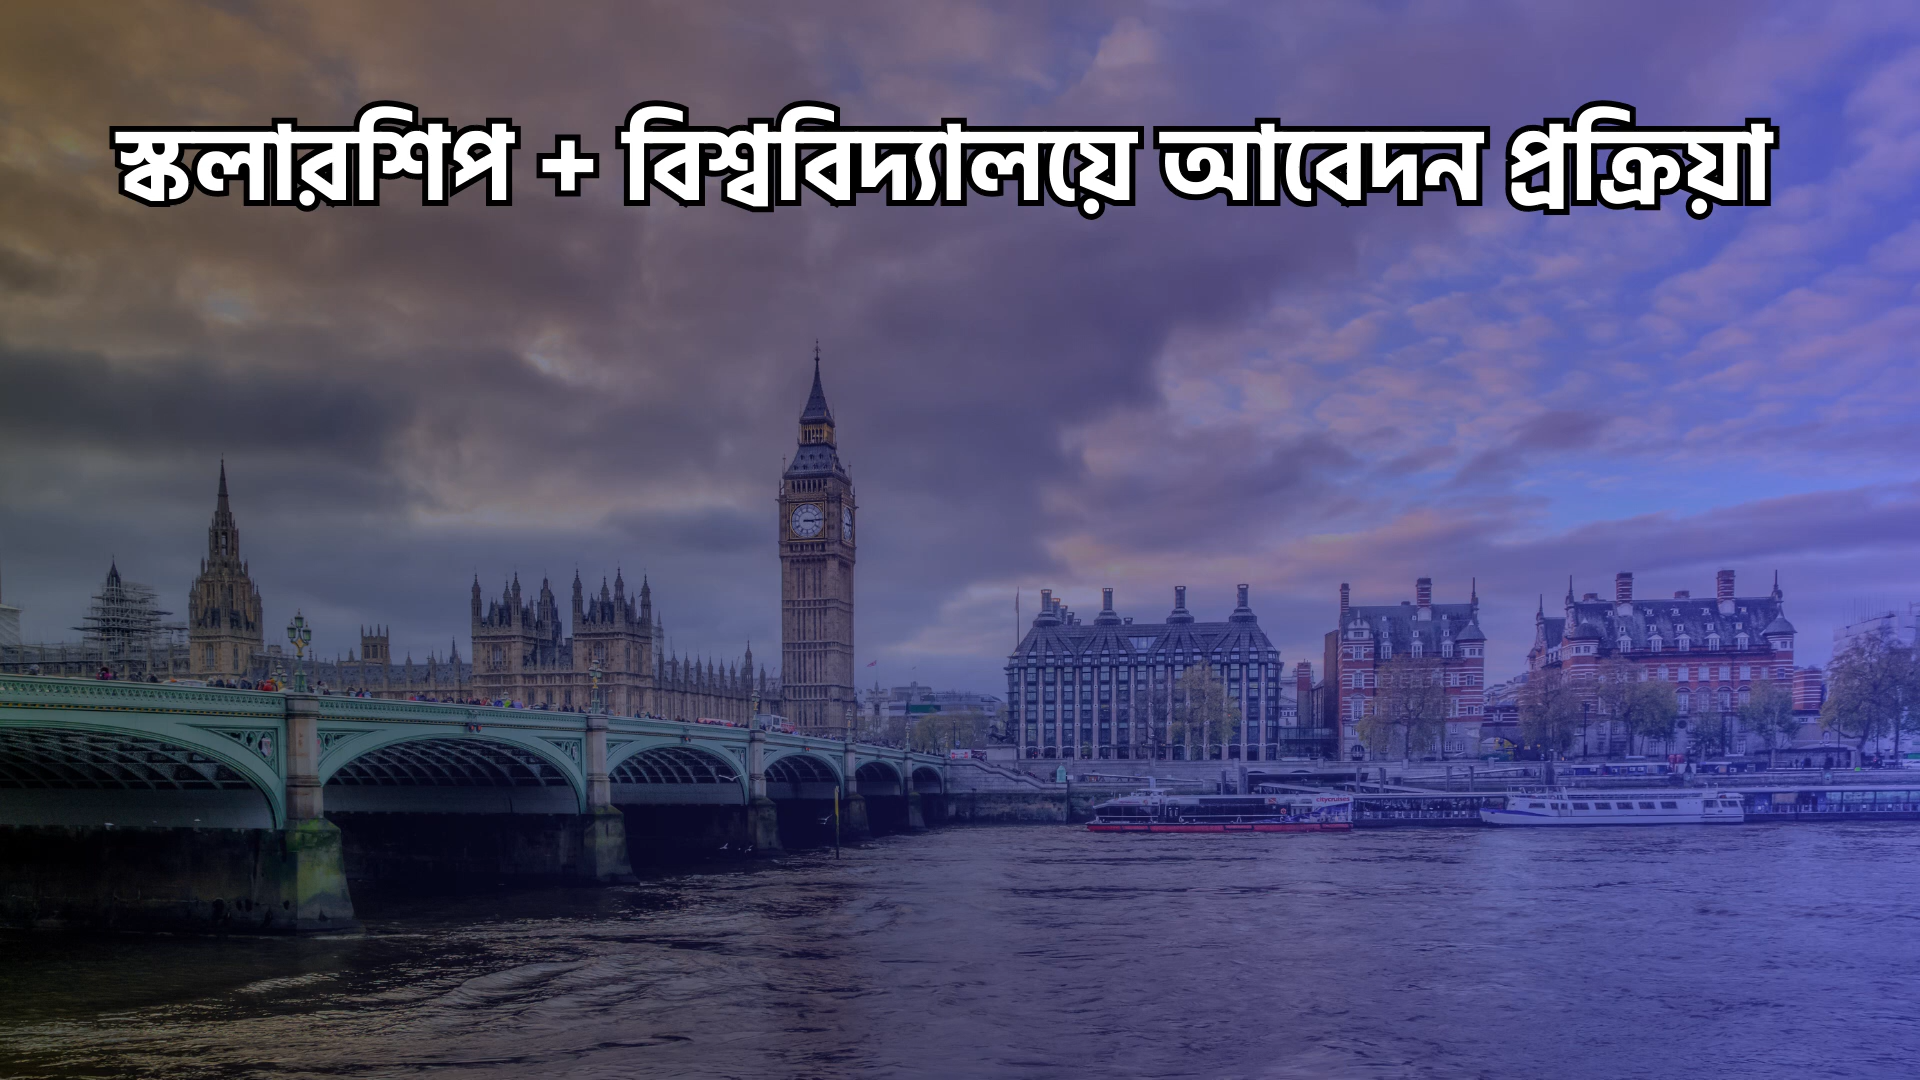 স্কলারশিপ + বিশ্ববিদ্যালয়ে আবেদন প্রক্রিয়া